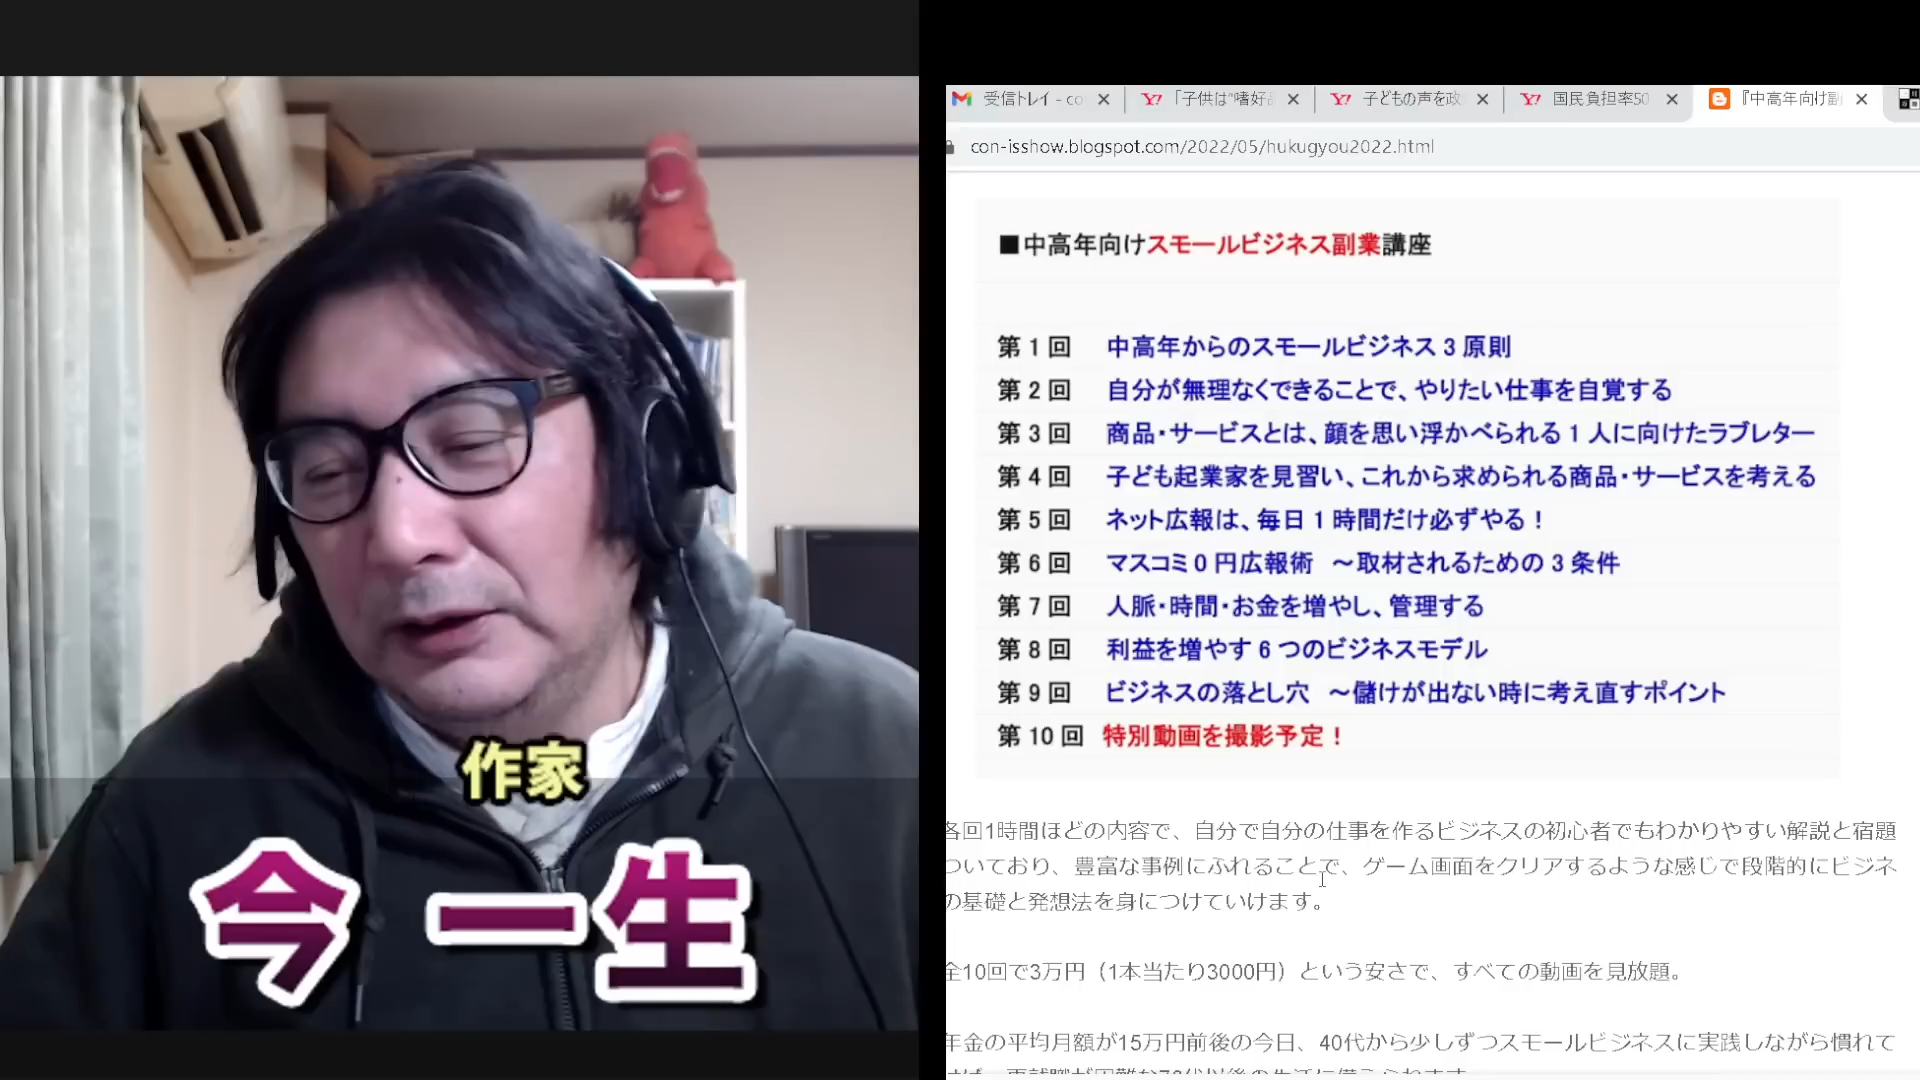 作家
今一生
受信トレイ - co
「子供は"嗜好品
子どもの声を政
国民負担率50
『中高年向け副
con-isshow.blogspot.com/2022/05/hukugyou2022.html
■中高年向けスモールビジネス副業講座
第1回 中高年からのスモールビジネス3原則
第2回 自分が無理なくできることで、やりたい仕事を自覚する
第3回 商品・サービスとは、顔を思い浮かべられる1人に向けたラブレター
第4回 子ども起業家を見習い、これから求められる商品・サービスを考える
第5回 ネット広報は、毎日1時間だけ必ずやる！
第6回 マスコミ0円広報術 ～取材されるための3条件
第7回 人脈・時間・お金を増やし、管理する
第8回 利益を増やす6つのビジネスモデル
第9回 ビジネスの落とし穴 ～儲けが出ない時に考え直すポイント
第10回 特別動画を撮影予定！
各回1時間ほどの内容で、自分で自分の仕事を作るビジネスの初心者でもわかりやすい解説と宿題
ついており、豊富な事例にふれることで、ゲーム画面をクリアするような感じで段階的にビジネ
の基礎と発想法を身につけていけます。
全10回で3万円（1本当たり3000円）という安さで、すべての動画を見放題。
年金の平均月額が15万円前後の今日、40代から少しずつスモールビジネスに実践しながら慣れて